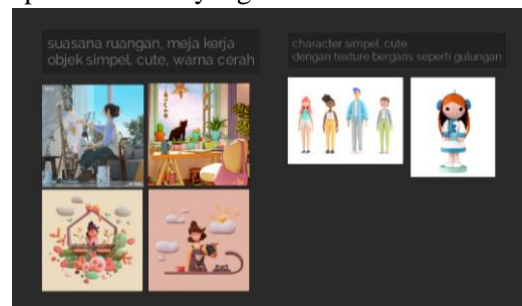 suasana ruangan, meja kerja
objek simpel, cute, warna cerah
character simpel, cute
dengan texture bergaris seperti gulungan